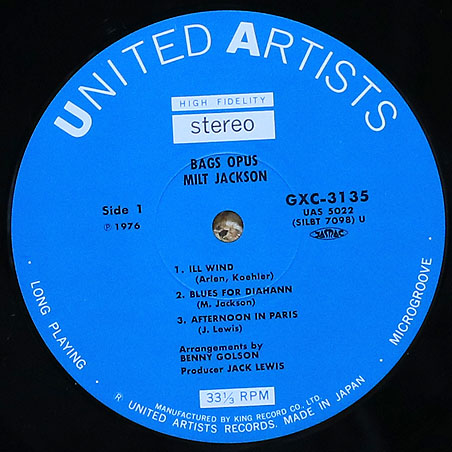 UNITED ARTISTS
HIGH FIDELITY
stereo
BAGS OPUS
MILT JACKSON
Side 1
℗ 1976
GXC-3135
UAS 5022
(SILBT 7098) U
JASRAC
1. ILL WIND
(Arlen, Koehler)
2. BLUES FOR DIAHANN
(M. Jackson)
3. AFTERNOON IN PARIS
(J. Lewis)
Arrangements by
BENNY GOLSON
Producer JACK LEWIS
33⅓ RPM
· LONG PLAYING ·
· MICROGROOVE ·
MANUFACTURED BY KING RECORD CO., LTD.
® UNITED ARTISTS RECORDS. MADE IN JAPAN